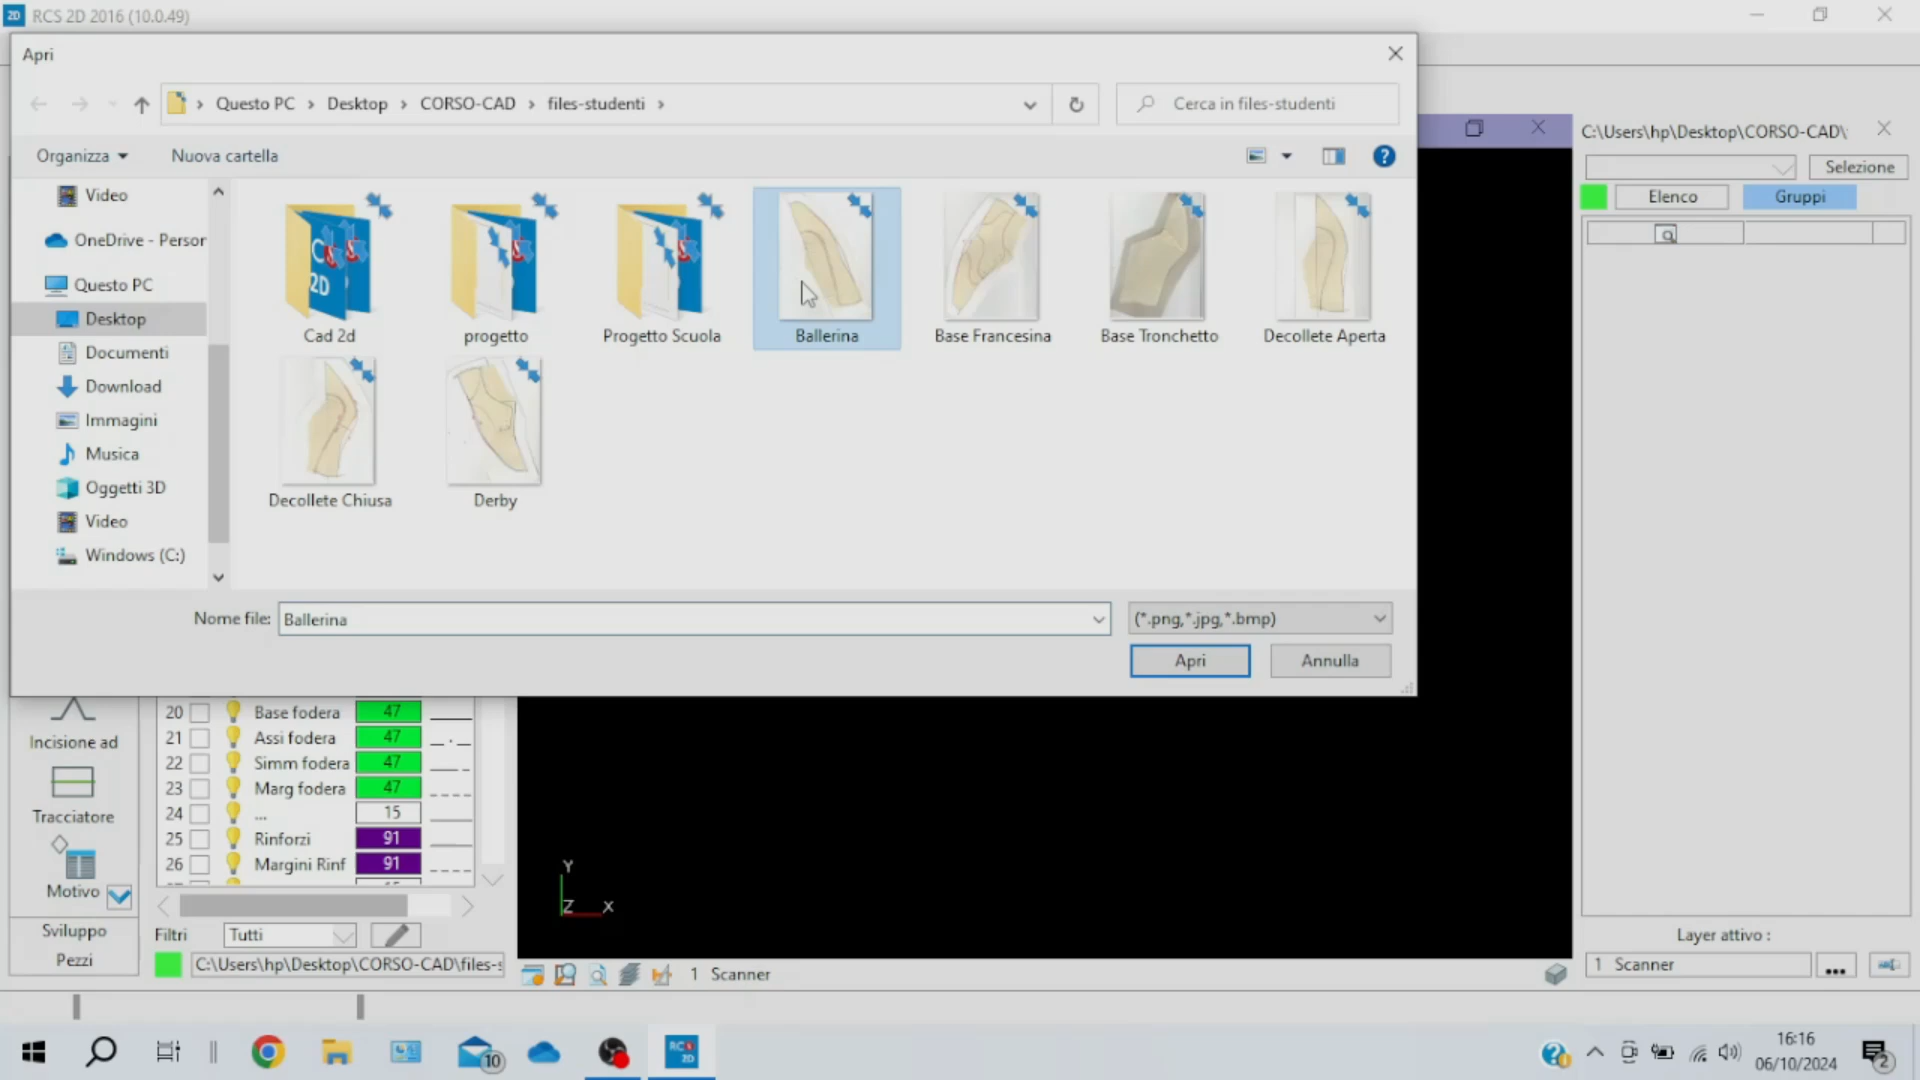 RCS 2D 2016 (10.0.49)
Apri
Questo PC > Desktop > CORSO-CAD > files-studenti >
Cerca in files-studenti
Organizza
Nuova cartella
Video
OneDrive - Person
Questo PC
Desktop
Documenti
Download
Immagini
Musica
Oggetti 3D
Video
Windows (C:)
Cad 2d
progetto
Progetto Scuola
Ballerina
Base Francesina
Base Tronchetto
Decollete Aperta
Decollete Chiusa
Derby
Nome file:
Ballerina
(*.png,*.jpg,*.bmp)
Apri
Annulla
C:\Users\hp\Desktop\CORSO-CAD\
Selezione
Elenco
Gruppi
Incisione ad
Tracciatore
Motivo
Sviluppo
Pezzi
20 Base fodera 47
21 Assi fodera 47
22 Simm fodera 47
23 Marg fodera 47
24 ... 15
25 Rinforzi 91
26 Margini Rinf 91
Filtri
Tutti
C:\Users\hp\Desktop\CORSO-CAD\files-s
Y
Z X
1 Scanner
Layer attivo :
1 Scanner
...
10
RCS
2D
16:16
06/10/2024
2